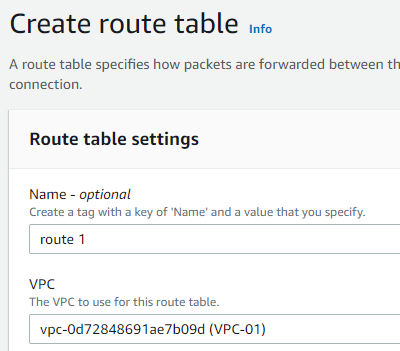 Create route table Info
A route table specifies how packets are forwarded between th
connection.
Route table settings
Name - optional
Create a tag with a key of 'Name' and a value that you specify.
route 1
VPC
The VPC to use for this route table.
vpc-0d72848691ae7b09d (VPC-01)